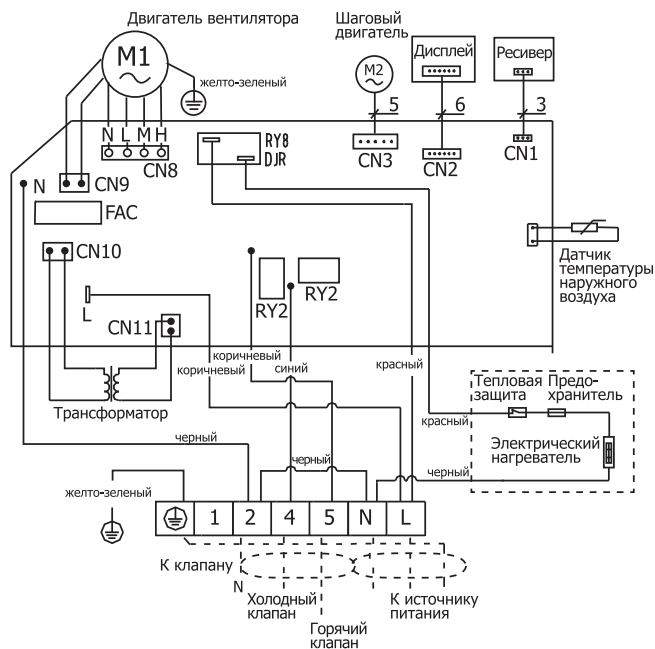 Двигатель вентилятора
Шаговый
двигатель
M1
M2
Дисплей
Ресивер
желто-зеленый
5
6
3
N L M H
CN8
RY8
DJR
CN3
CN2
CN1
N
CN9
FAC
CN10
RY2
RY2
L
CN11
Датчик
температуры
наружного
воздуха
коричневый
коричневый
синий
красный
Трансформатор
Тепловая
защита
Предо-
хранитель
красный
Электрический
нагреватель
черный
черный
черный
желто-зеленый
1 2 4 5 N L
К клапану
N
Холодный
клапан
Горячий
клапан
К источнику
питания